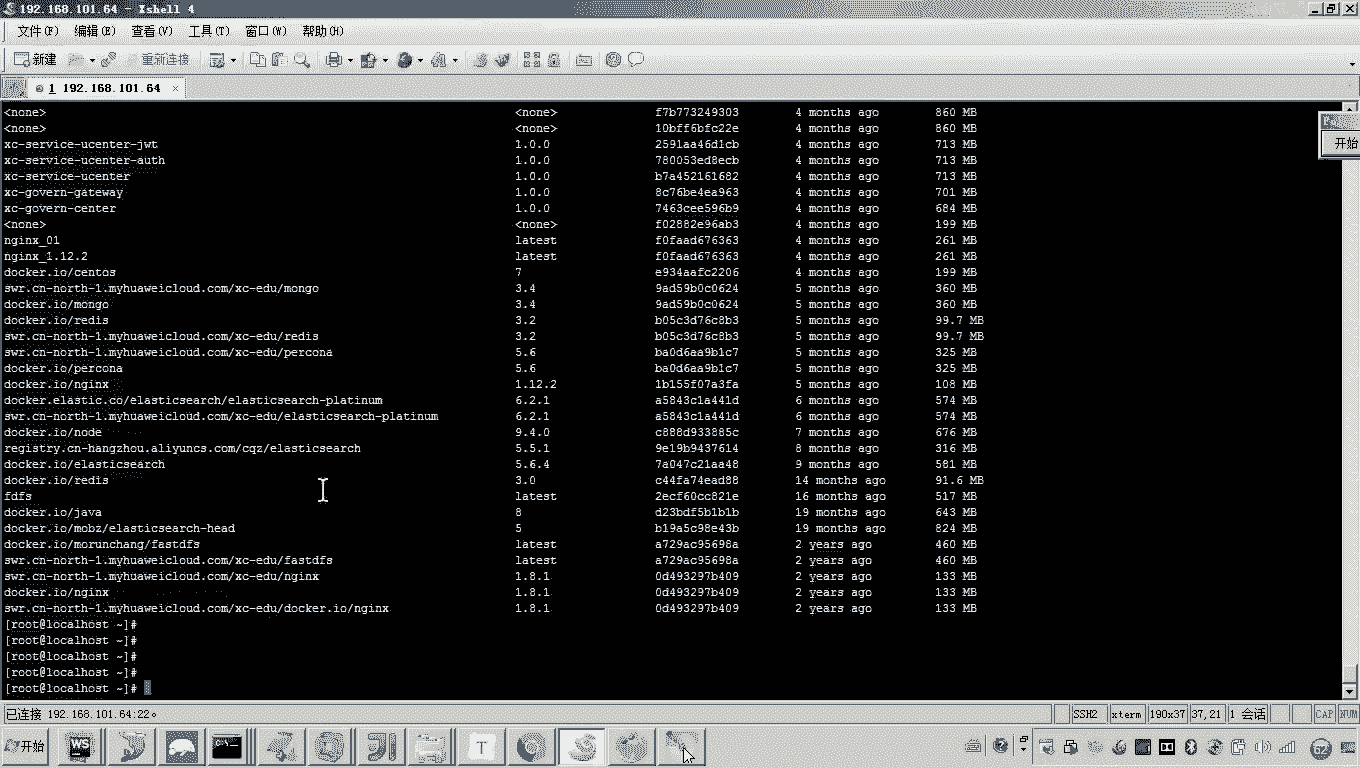 192.168.101.64 - Xshell 4
文件(F) 编辑(E) 查看(V) 工具(T) 窗口(W) 帮助(H)
新建 重新连接
1 192.168.101.64 ×
<none> <none> f7b773249303 4 months ago 860 MB
<none> <none> 10bff6bfc22e 4 months ago 860 MB
开始
xc-service-ucenter-jwt 1.0.0 2591aa46d1cb 4 months ago 713 MB
xc-service-ucenter-auth 1.0.0 780053ed8ecb 4 months ago 713 MB
xc-service-ucenter 1.0.0 b7a452161682 4 months ago 713 MB
xc-govern-gateway 1.0.0 8c76be4ea963 4 months ago 701 MB
xc-govern-center 1.0.0 7463cee596b9 4 months ago 684 MB
<none> <none> f02882e96ab3 4 months ago 199 MB
nginx_01 latest f0faad676363 4 months ago 261 MB
nginx_1.12.2 latest f0faad676363 4 months ago 261 MB
docker.io/centos 7 e934aafc2206 4 months ago 199 MB
swr.cn-north-1.myhuaweicloud.com/xc-edu/mongo 3.4 9ad59b0c0624 5 months ago 360 MB
docker.io/mongo 3.4 9ad59b0c0624 5 months ago 360 MB
docker.io/redis 3.2 b05c3d76c8b3 5 months ago 99.7 MB
swr.cn-north-1.myhuaweicloud.com/xc-edu/redis 3.2 b05c3d76c8b3 5 months ago 99.7 MB
swr.cn-north-1.myhuaweicloud.com/xc-edu/percona 5.6 ba0d6aa9b1c7 5 months ago 325 MB
docker.io/percona 5.6 ba0d6aa9b1c7 5 months ago 325 MB
docker.io/nginx 1.12.2 1b155f07a3fa 5 months ago 108 MB
docker.elastic.co/elasticsearch/elasticsearch-platinum 6.2.1 a5843c1a441d 6 months ago 574 MB
swr.cn-north-1.myhuaweicloud.com/xc-edu/elasticsearch-platinum 6.2.1 a5843c1a441d 6 months ago 574 MB
docker.io/node 9.4.0 c888d933885c 7 months ago 676 MB
registry.cn-hangzhou.aliyuncs.com/cqz/elasticsearch 5.5.1 9e19b9437614 8 months ago 316 MB
docker.io/elasticsearch 5.6.4 7a047c21aa48 9 months ago 581 MB
docker.io/redis 3.0 c44fa74ead88 14 months ago 91.6 MB
fdfs latest 2ecf60cc821e 16 months ago 517 MB
docker.io/java 8 d23bdf5b1b1b 19 months ago 643 MB
docker.io/mobz/elasticsearch-head 5 b19a5c98e43b 19 months ago 824 MB
docker.io/morunchang/fastdfs latest a729ac95698a 2 years ago 460 MB
swr.cn-north-1.myhuaweicloud.com/xc-edu/fastdfs latest a729ac95698a 2 years ago 460 MB
swr.cn-north-1.myhuaweicloud.com/xc-edu/nginx 1.8.1 0d493297b409 2 years ago 133 MB
docker.io/nginx 1.8.1 0d493297b409 2 years ago 133 MB
swr.cn-north-1.myhuaweicloud.com/xc-edu/docker.io/nginx 1.8.1 0d493297b409 2 years ago 133 MB
[root@localhost ~]#
[root@localhost ~]#
[root@localhost ~]#
[root@localhost ~]#
[root@localhost ~]#
已连接 192.168.101.64:22。 SSH2 xterm 190x37 37,21 1 会话 CAP NUM
开始 WS T 62